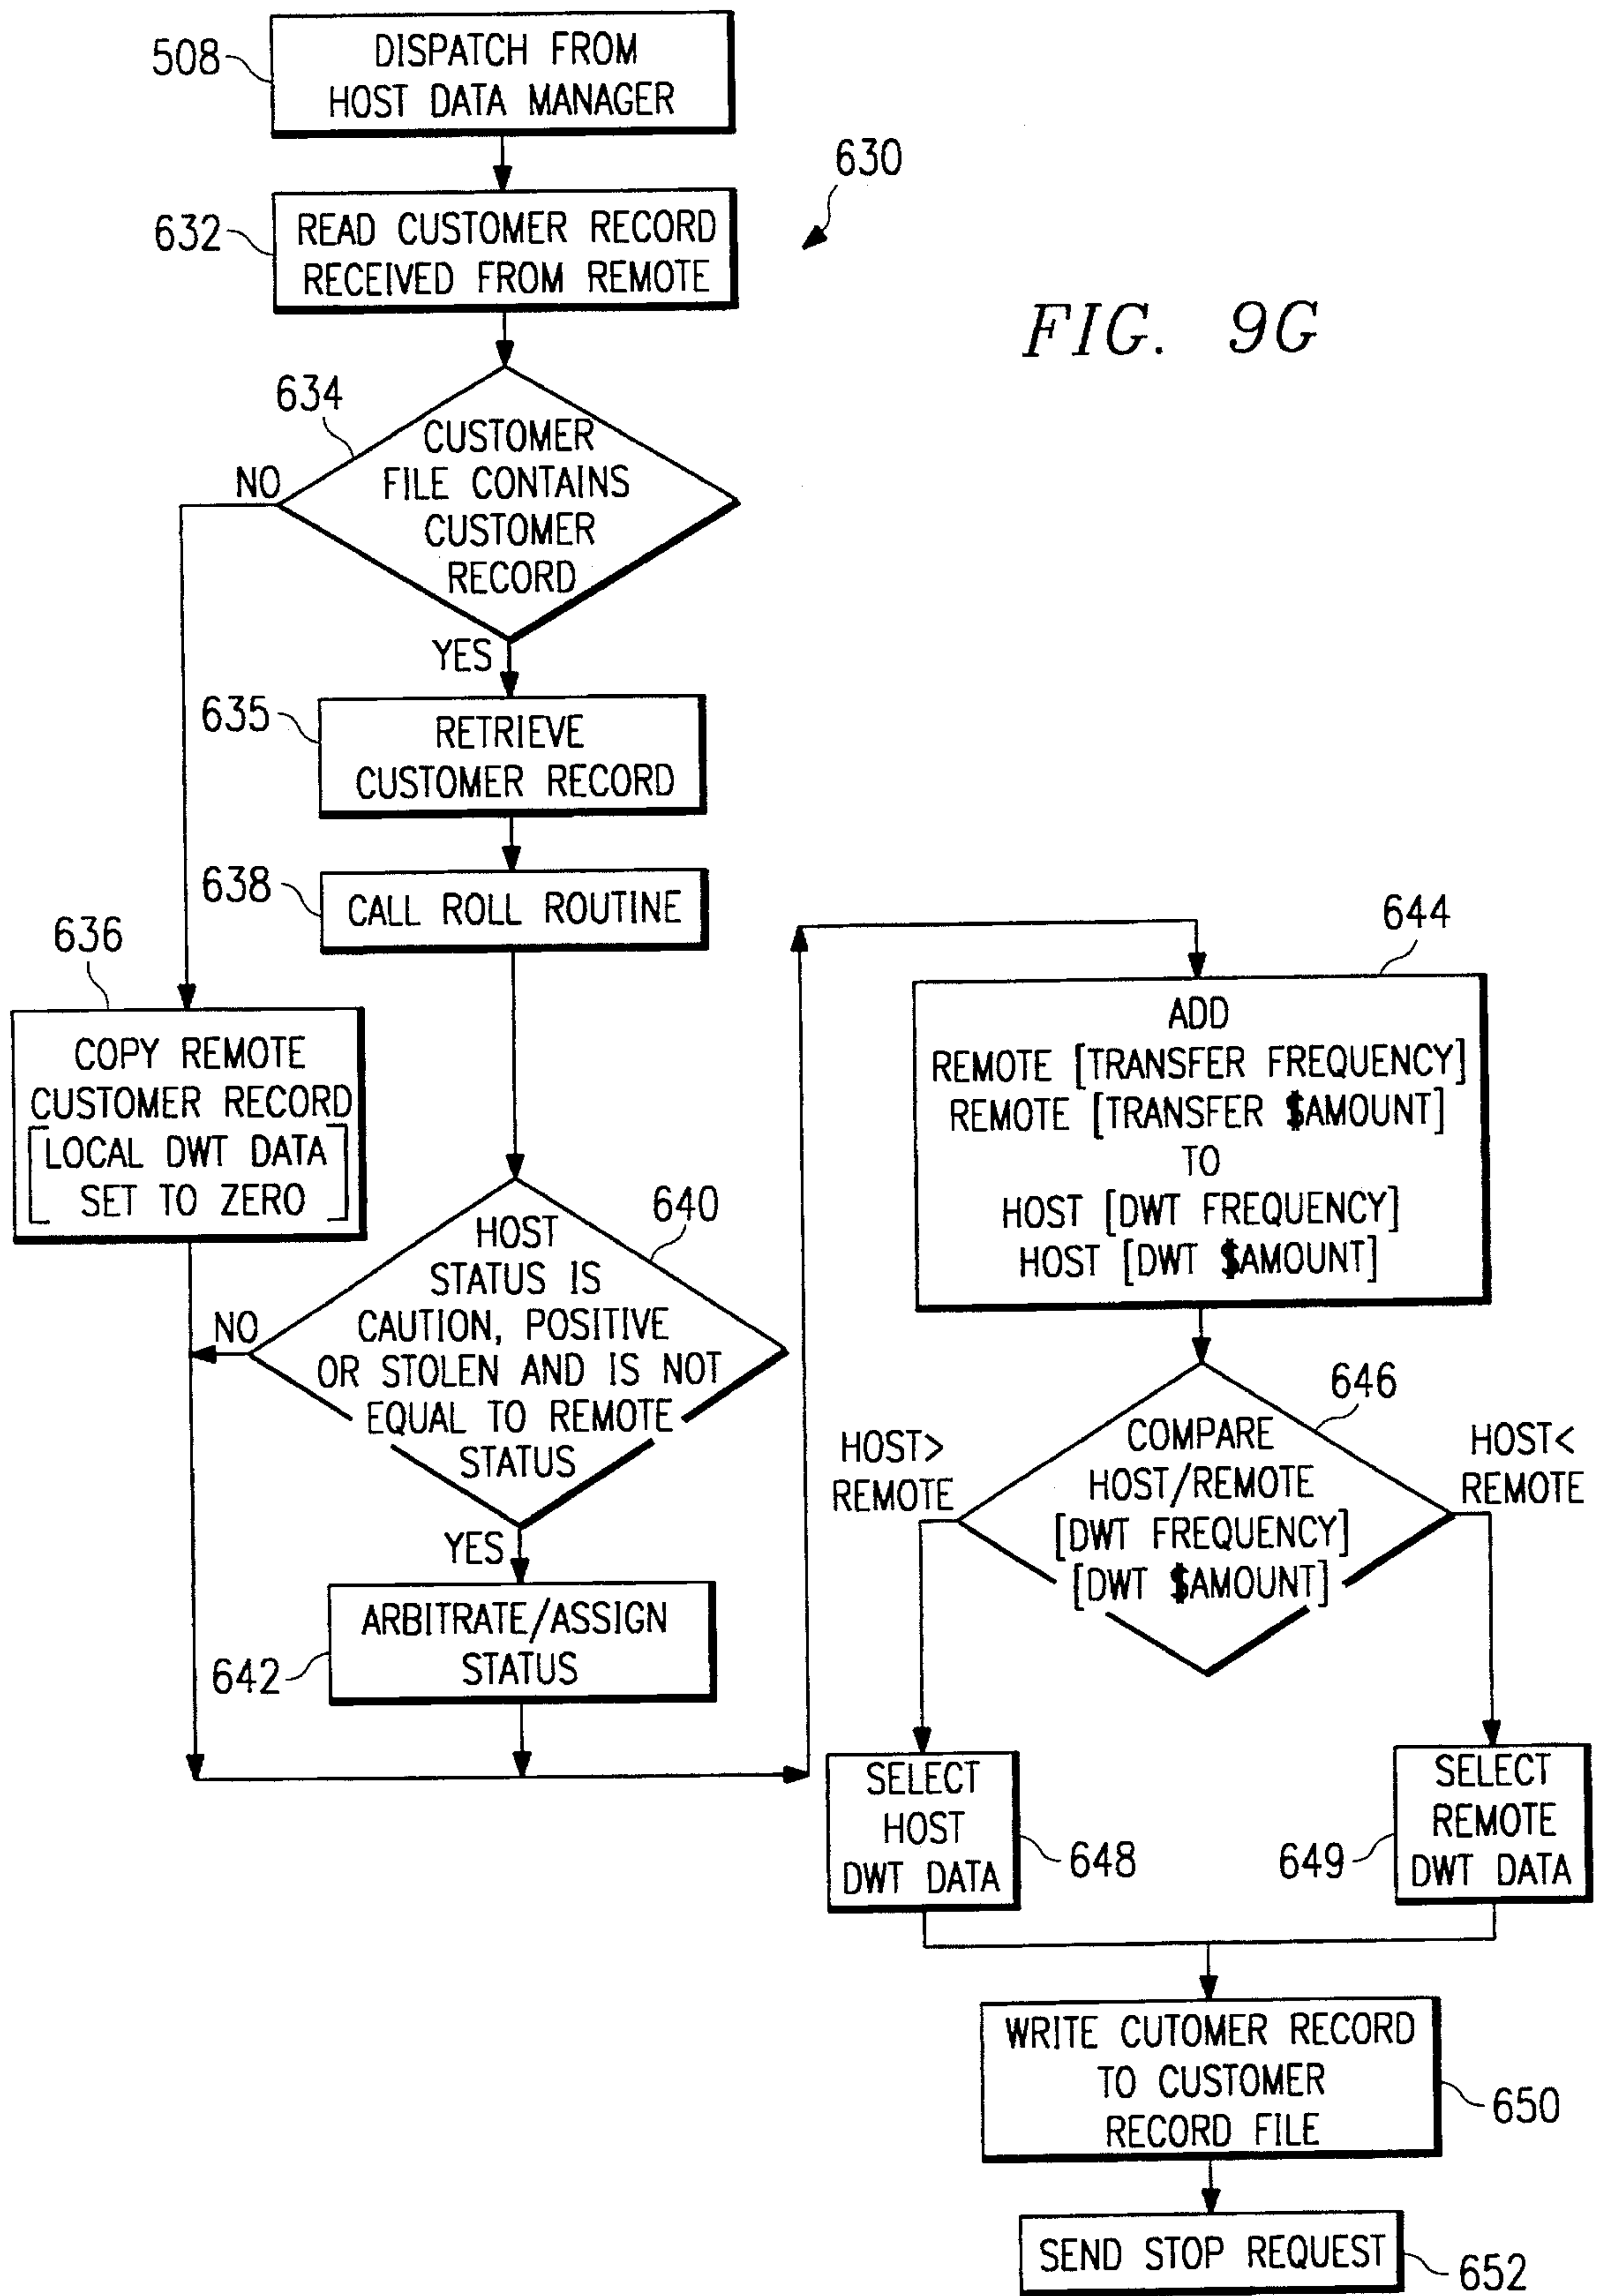 508
DISPATCH FROM
HOST DATA MANAGER
630
632
READ CUSTOMER RECORD
RECEIVED FROM REMOTE
FIG. 9G
634
CUSTOMER
FILE CONTAINS
CUSTOMER
RECORD
NO
YES
635
RETRIEVE
CUSTOMER RECORD
638
CALL ROLL ROUTINE
636
COPY REMOTE
CUSTOMER RECORD
[LOCAL DWT DATA
SET TO ZERO]
640
HOST
STATUS IS
CAUTION, POSITIVE
OR STOLEN AND IS NOT
EQUAL TO REMOTE
STATUS
NO
YES
ARBITRATE/ASSIGN
STATUS
642
644
ADD
REMOTE [TRANSFER FREQUENCY]
REMOTE [TRANSFER $AMOUNT]
TO
HOST [DWT FREQUENCY]
HOST [DWT $AMOUNT]
646
COMPARE
HOST/REMOTE
[DWT FREQUENCY]
[DWT $AMOUNT]
HOST>
REMOTE
HOST<
REMOTE
SELECT
HOST
DWT DATA
648
SELECT
REMOTE
DWT DATA
649
WRITE CUTOMER RECORD
TO CUSTOMER
RECORD FILE
650
SEND STOP REQUEST
652